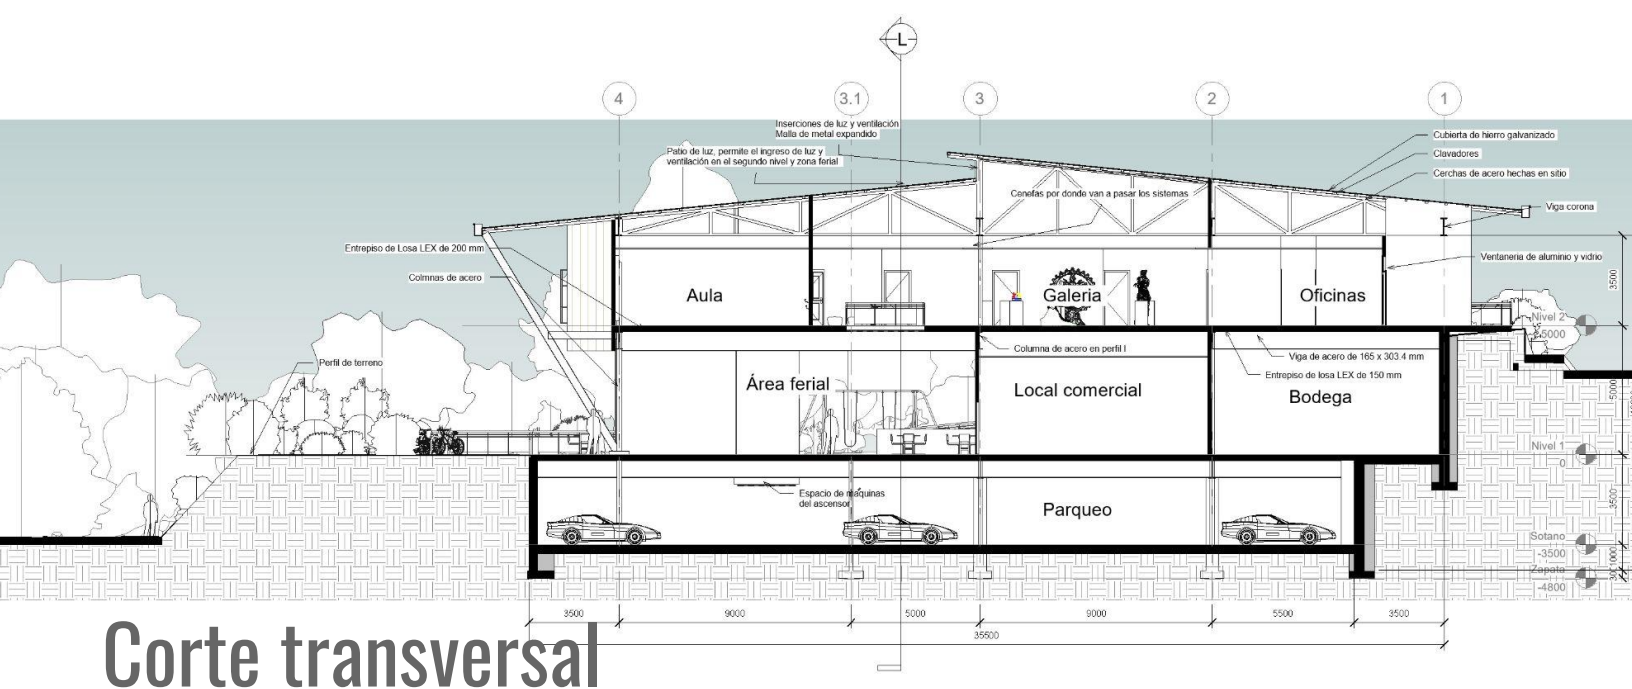 L
4
3.1
3
2
1
Inserciones de luz y ventilación
Malla de metal expandido
Patio de luz, permite el ingreso de luz y
ventilación en el segundo nivel y zona ferial
Cubierta de hierro galvanizado
Clavadores
Cerchas de acero hechas en sitio
Cenefas por donde van a pasar los sistemas
Viga corona
Entrepiso de Losa LEX de 200 mm
Colmnas de acero
Ventaneria de aluminio y vidrio
Aula
Galeria
Oficinas
3500
Nivel 2
5000
Columna de acero en perfil I
Viga de acero de 165 x 303.4 mm
Entrepiso de losa LEX de 150 mm
Perfil de terreno
Área ferial
Local comercial
Bodega
5000
Nivel 1
0
Espacio de máquinas
del ascensor
Parqueo
3500
Sotano
-3500
1000
Zapata
-4800
3500
9000
5000
9000
5500
3500
35500
Corte transversal